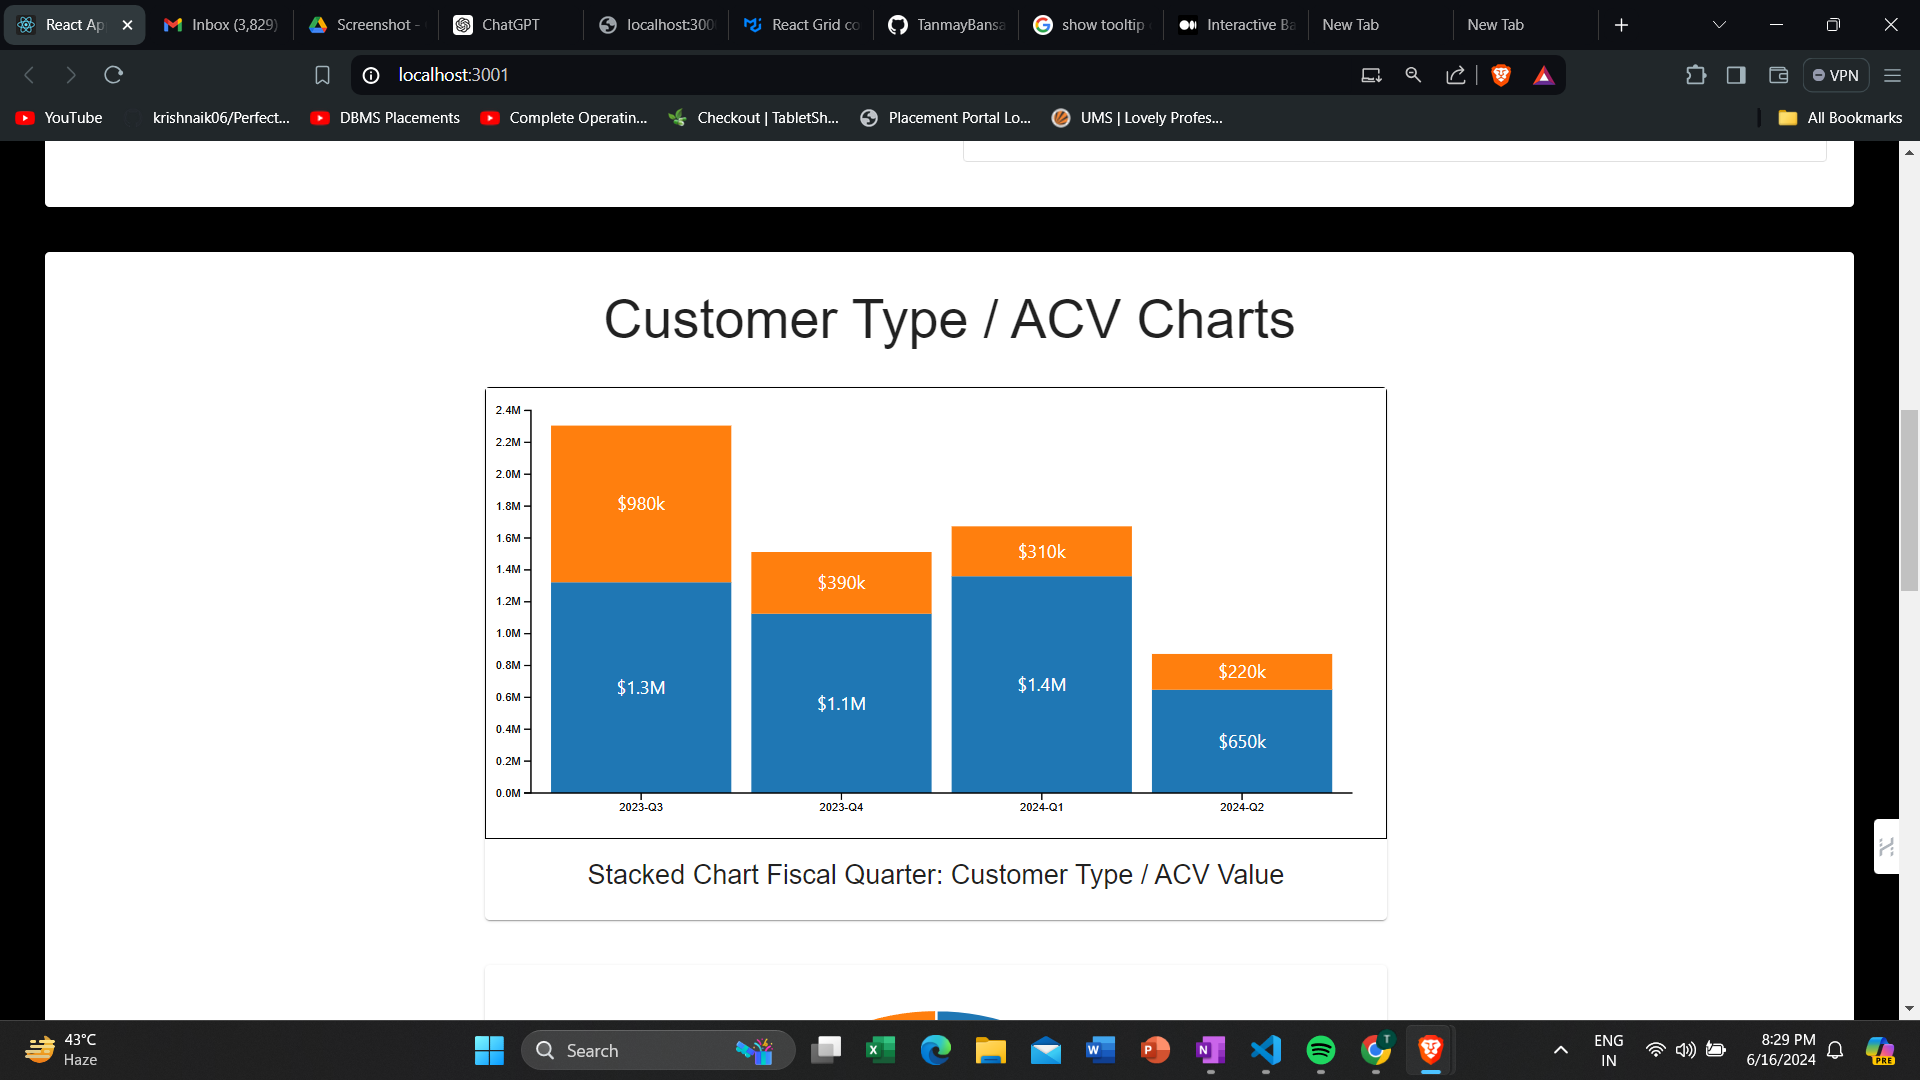 React Ap
Inbox (3,829)
Screenshot -
ChatGPT
localhost:300
React Grid co
TanmayBansa
show tooltip
Interactive Ba
New Tab
New Tab
localhost:3001
VPN
YouTube
krishnaik06/Perfect...
DBMS Placements
Complete Operatin...
Checkout | TabletSh...
Placement Portal Lo...
UMS | Lovely Profes...
All Bookmarks
Customer Type / ACV Charts
2.4M
2.2M
2.0M
1.8M
1.6M
1.4M
1.2M
1.0M
0.8M
0.6M
0.4M
0.2M
0.0M
$980k
$1.3M
$390k
$1.1M
$310k
$1.4M
$220k
$650k
2023-Q3
2023-Q4
2024-Q1
2024-Q2
Stacked Chart Fiscal Quarter: Customer Type / ACV Value
43°C
Haze
Search
T
ENG
IN
8:29 PM
6/16/2024
PRE